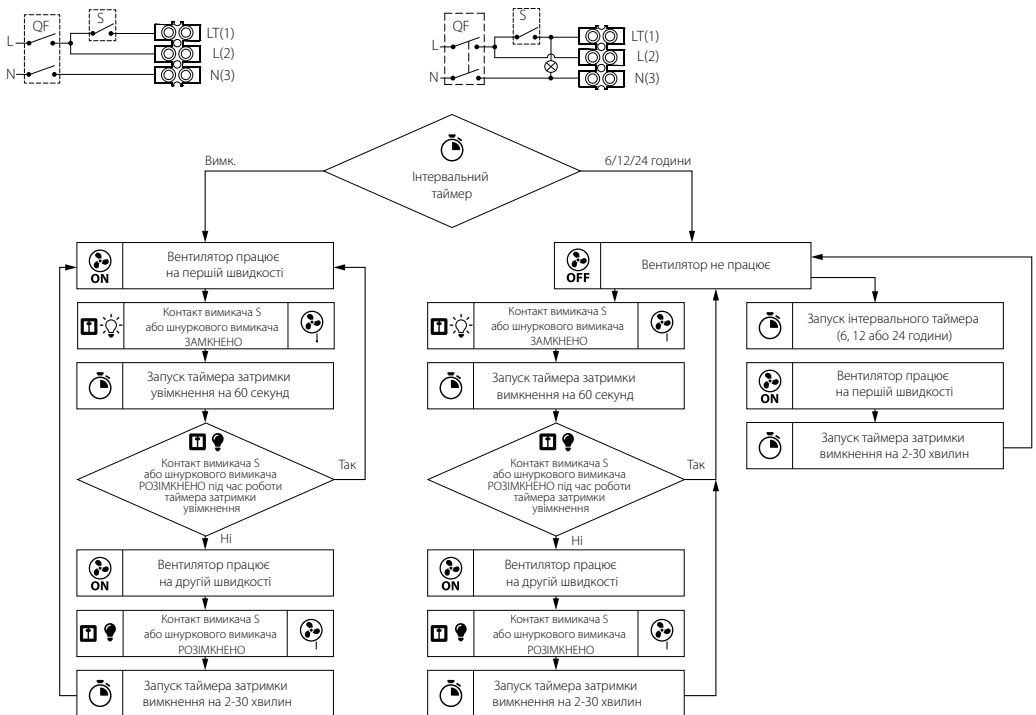 QF
S
L
N
LT(1)
L(2)
N(3)
QF
S
L
N
LT(1)
L(2)
N(3)
Інтервальний
таймер
Вимк.
6/12/24 години
ON
Вентилятор працює
на першій швидкості
Контакт вимикача S
або шнуркового вимикача
ЗАМКНЕНО
Запуск таймера затримки
увімкнення на 60 секунд
Контакт вимикача S
або шнуркового вимикача
РОЗІМКНЕНО під час роботи
таймера затримки
увімкнення
Так
Ні
ON
Вентилятор працює
на другій швидкості
Контакт вимикача S
або шнуркового вимикача
РОЗІМКНЕНО
Запуск таймера затримки
вимкнення на 2-30 хвилин
OFF
Вентилятор не працює
Контакт вимикача S
або шнуркового вимикача
ЗАМКНЕНО
Запуск таймера затримки
вимкнення на 60 секунд
Контакт вимикача S
або шнуркового вимикача
РОЗІМКНЕНО під час роботи
таймера затримки
увімкнення
Так
Ні
ON
Вентилятор працює
на другій швидкості
Контакт вимикача S
або шнуркового вимикача
РОЗІМКНЕНО
Запуск таймера затримки
вимкнення на 2-30 хвилин
Запуск інтервального таймера
(6, 12 або 24 години)
ON
Вентилятор працює
на першій швидкості
Запуск таймера затримки
вимкнення на 2-30 хвилин